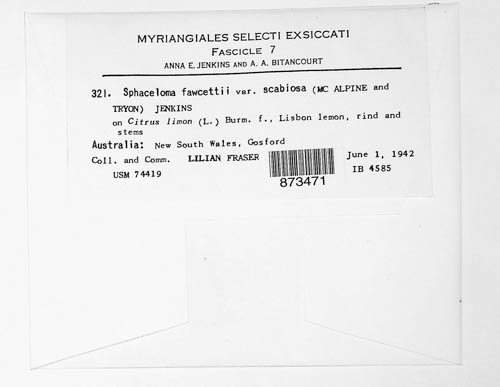 MYRIANGIALES SELECTI EXSICCATI
FASCICLE 7
ANNA E. JENKINS AND A. A. BITANCOURT
321. Sphaceloma fawcettii var. scabiosa (MC ALPINE and
TRYON) JENKINS
on Citrus limon (L.) Burm. f., Lisbon lemon, rind and
stems
Australia: New South Wales, Gosford
Coll. and Comm. LILIAN FRASER June 1, 1942
USM 74419 IB 4585
873471